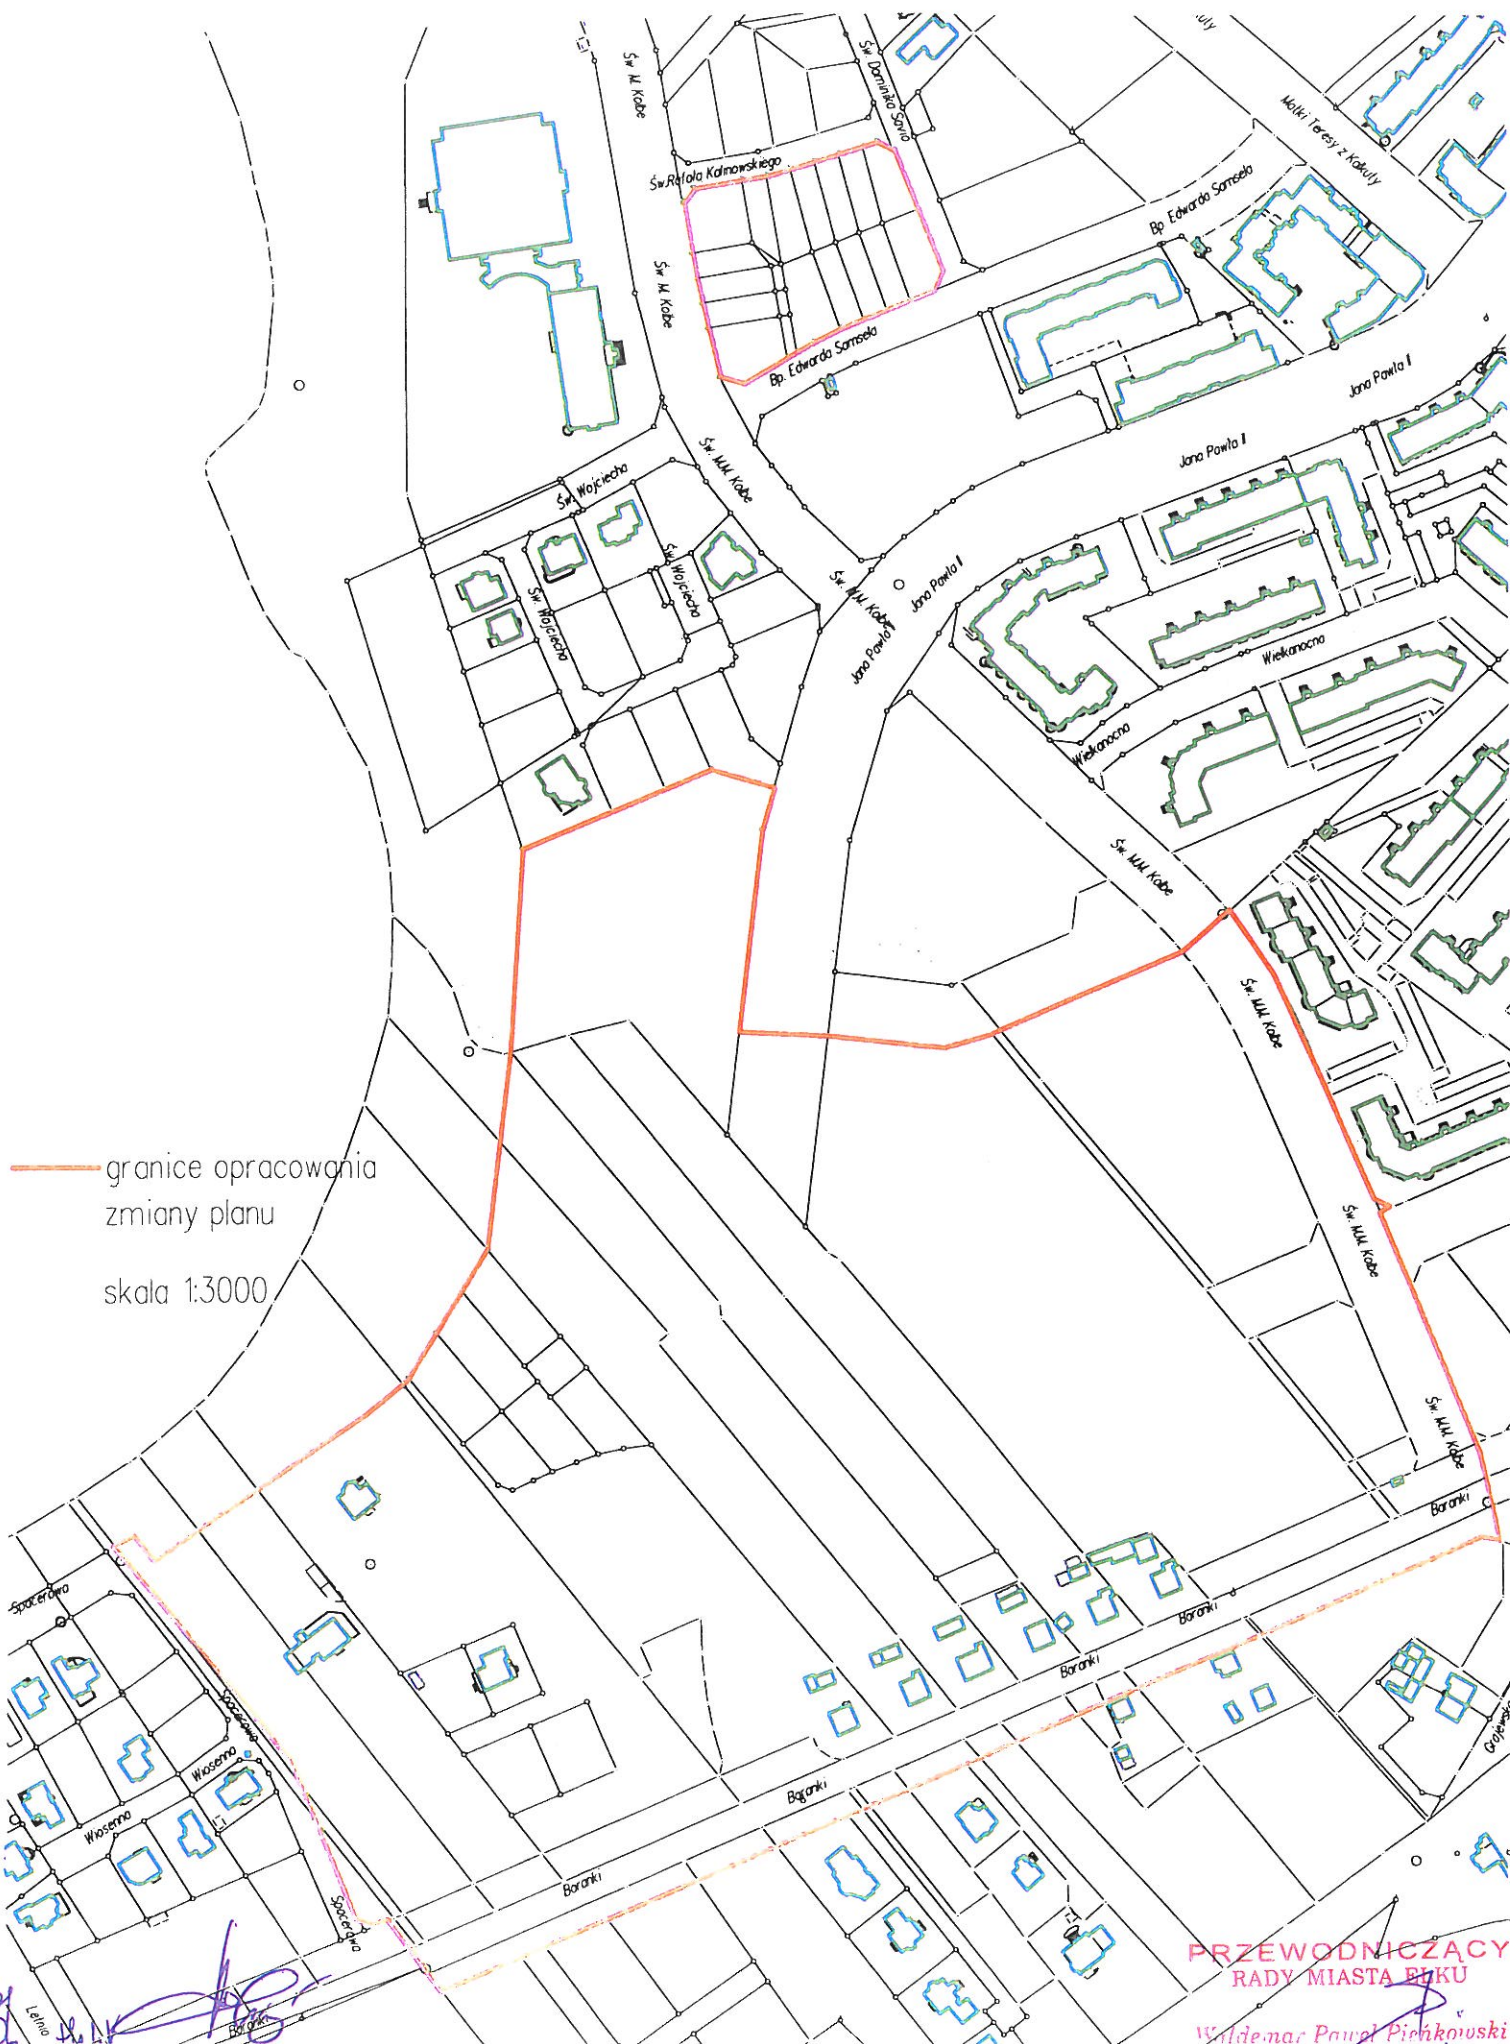 uły
Św. M. Kolbe
Św. Dominika Savio
Matki Teresy z Kalkuty
Św.Rafała Kalinowskiego
Bp. Edwarda Samsela
Św. M. Kolbe
Bp. Edwarda Samsela
Jana Pawła II
Jana Pawła II
Św. M.M. Kolbe
Św. Wojciecha
Św. Wojciecha
Św. Wojciecha
Św. M.M. Kolbe
Jana Pawła II
Jana Pawła II
Wielkanocna
Wielkanocna
Św. M.M. Kolbe
Św. M.M. Kolbe
granice opracowania
zmiany planu
skala 1:3000
Św. M.M. Kolbe
Św. M.M. Kolbe
Baranki
Spacerowa
Baranki
Baranki
Spacerowa
Wiosenna
Grajewska
Baranki
Wiosenna
Baranki
Spacerowa
PRZEWODNICZĄCY
RADY MIASTA EŁKU
Letnia
Baranki
Waldemar Paweł Pieńkowski